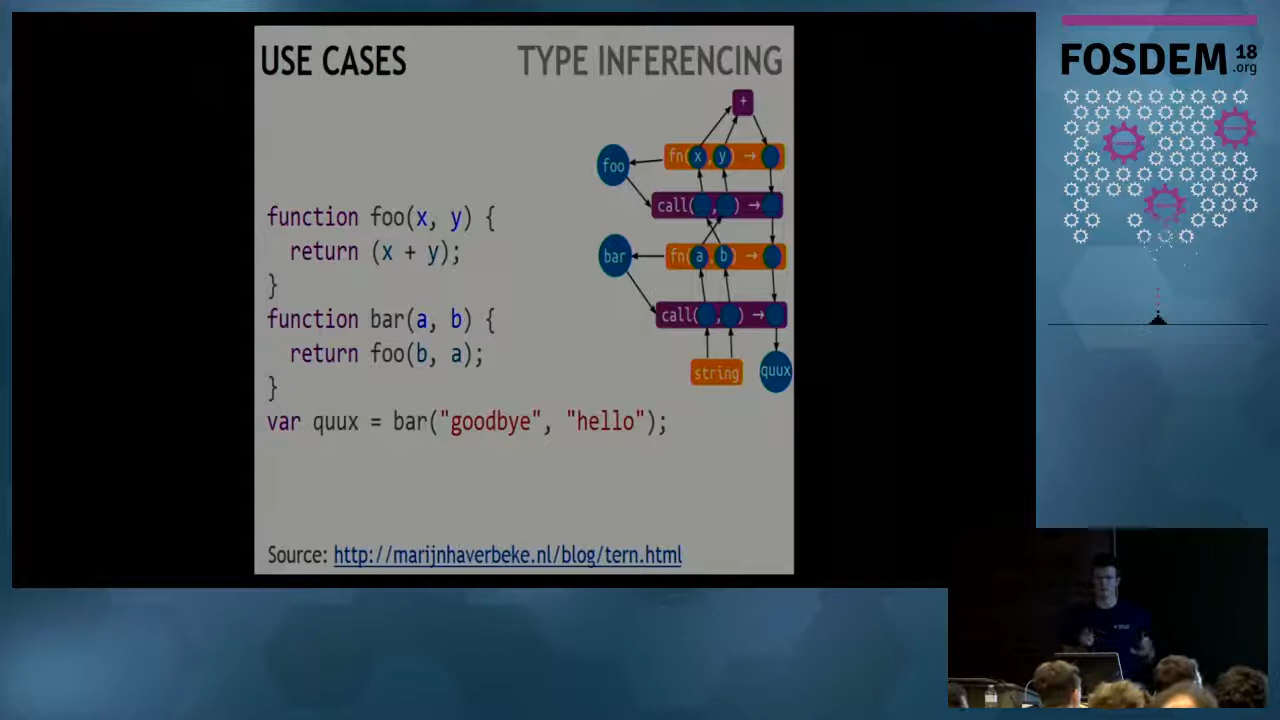 USE CASES TYPE INFERENCING
+
foo fn(x, y) →
call( , ) →
bar fn(a, b) →
call( , ) →
string quux
function foo(x, y) {
return (x + y);
}
function bar(a, b) {
return foo(b, a);
}
var quux = bar("goodbye", "hello");
Source: http://marijnhaverbeke.nl/blog/tern.html
FOSDEM 18 .org